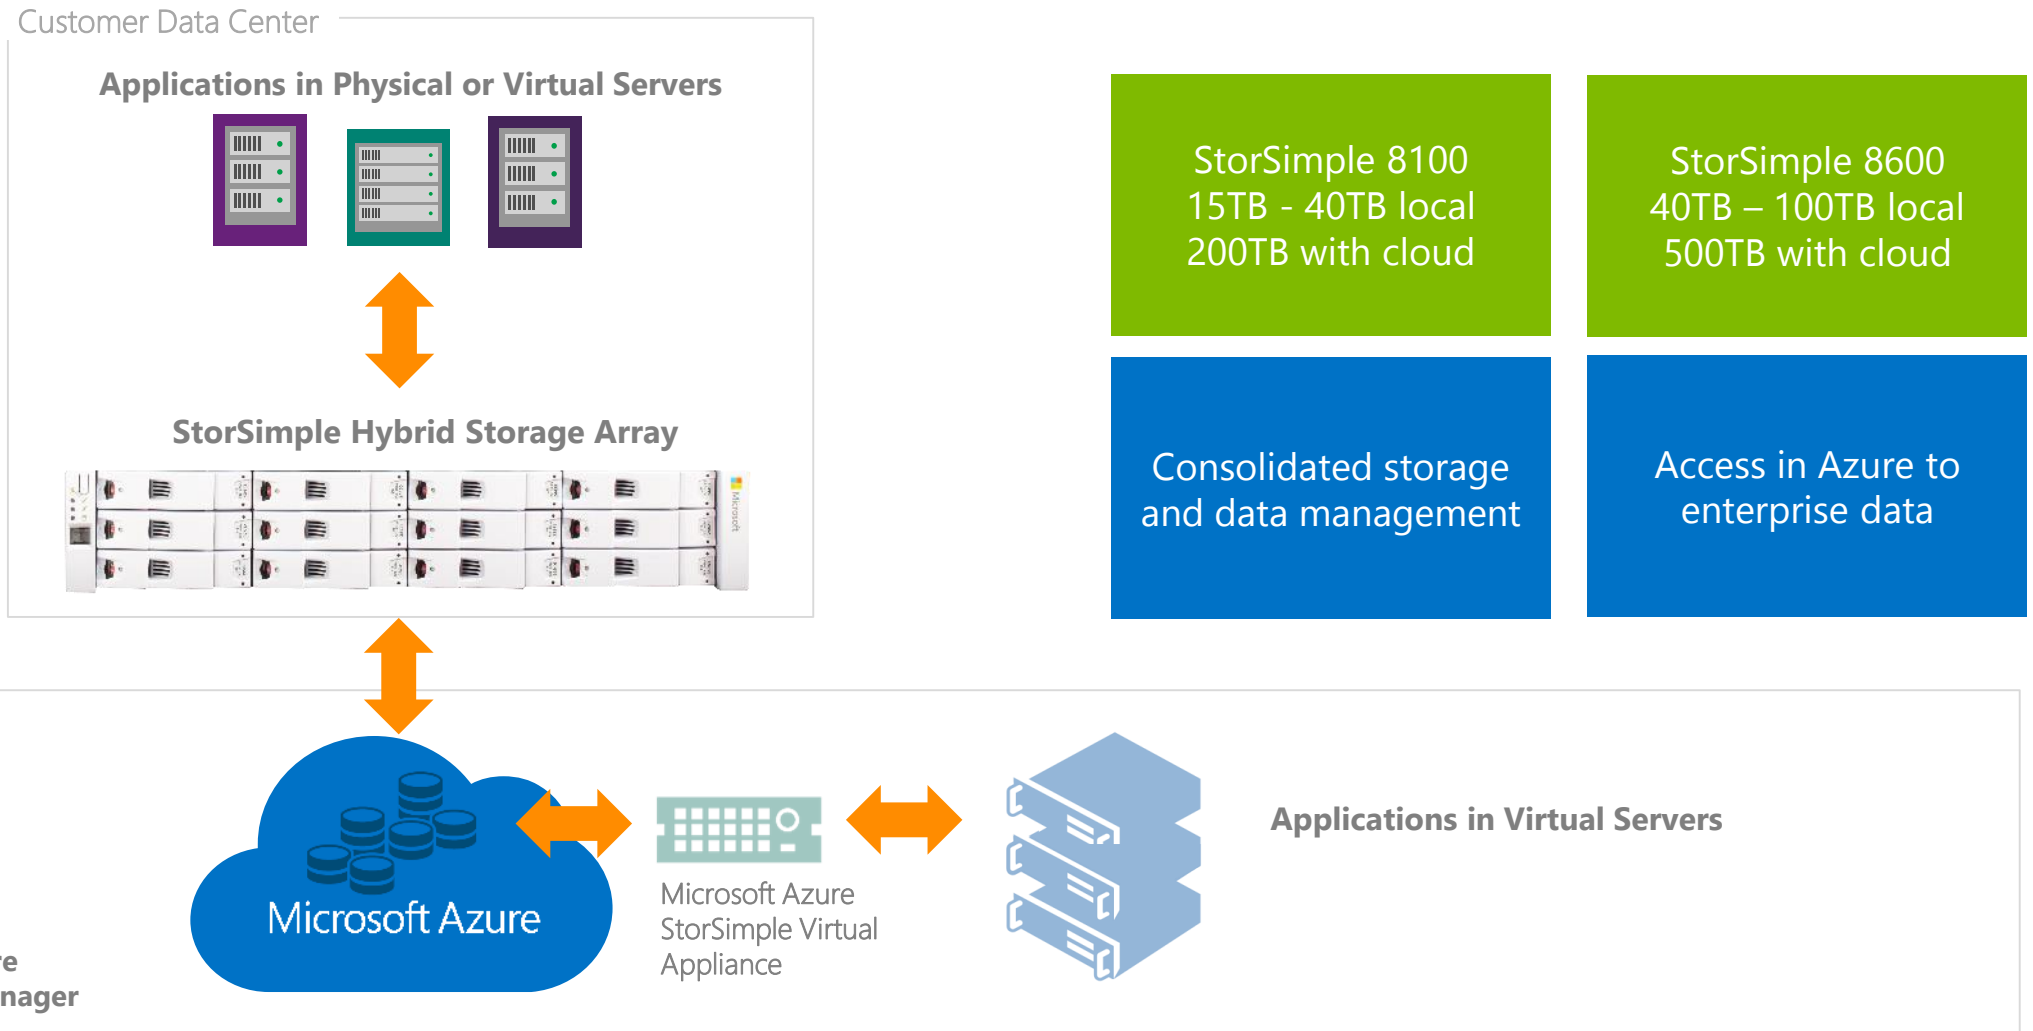 Customer Data Center
Applications in Physical or Virtual Servers
StorSimple Hybrid Storage Array
Microsoft
StorSimple 8100
15TB - 40TB local
200TB with cloud
StorSimple 8600
40TB – 100TB local
500TB with cloud
Consolidated storage
and data management
Access in Azure to
enterprise data
Microsoft Azure
Microsoft Azure
StorSimple Virtual
Appliance
Applications in Virtual Servers
re
nager